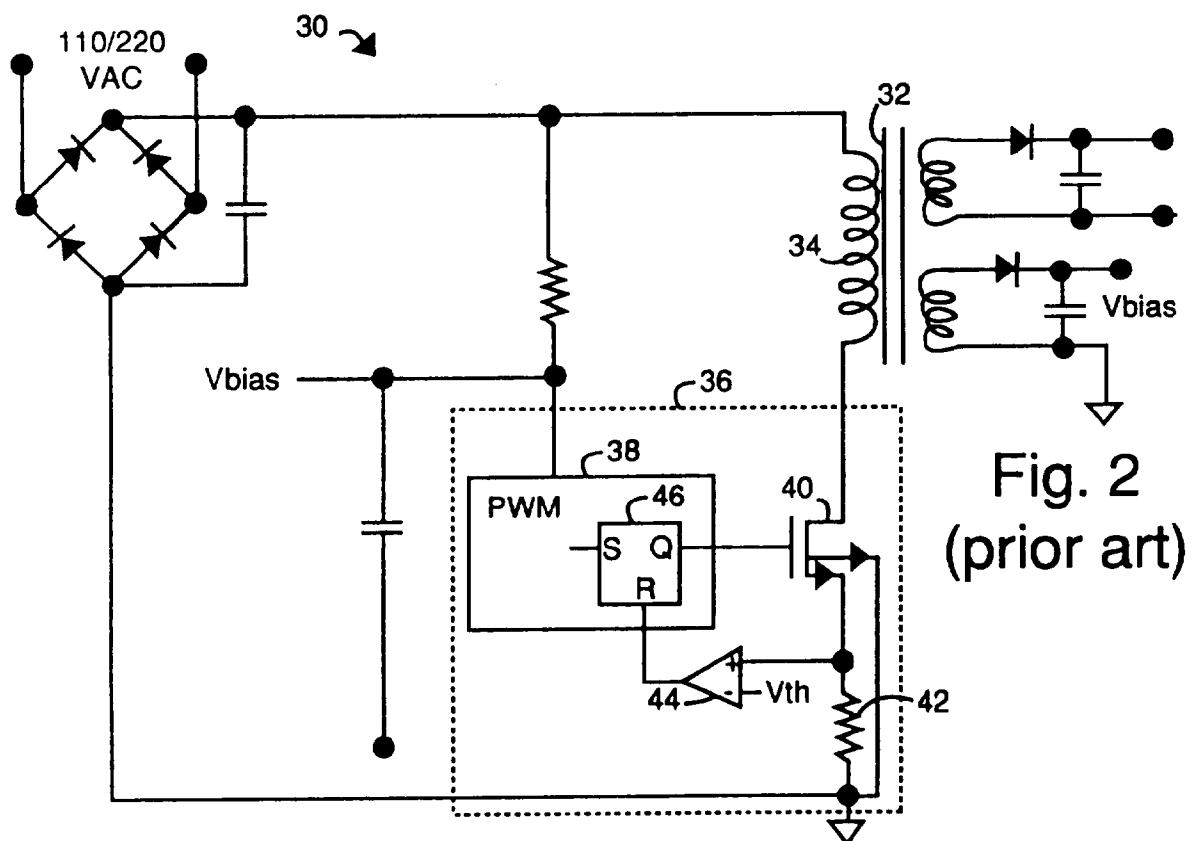 30
110/220
VAC
32
34
Vbias
Vbias
36
38
PWM
46
S
Q
R
40
Fig. 2
(prior art)
+
-
Vth
44
42